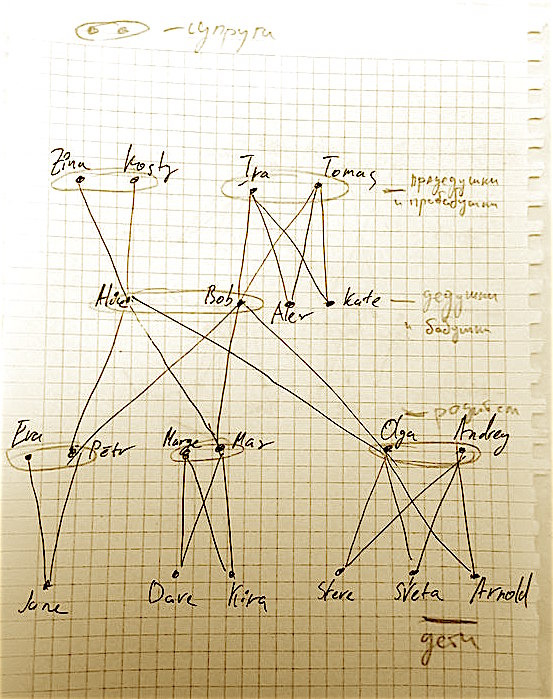 — супруги
Zina Kosty Ira Tomas
— прадедушки
и прабабушки
Alice Bob Alex Kate — дедушки
и бабушки
— родители
Eva Pётr Marge Max Olga Andrey
Jane Dave Kira Steve Sveta Arnold
дети